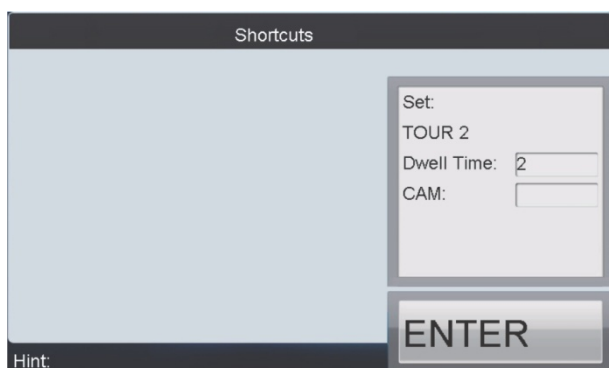 Shortcuts
Set:
TOUR 2
Dwell Time: 2
CAM:
ENTER
Hint: